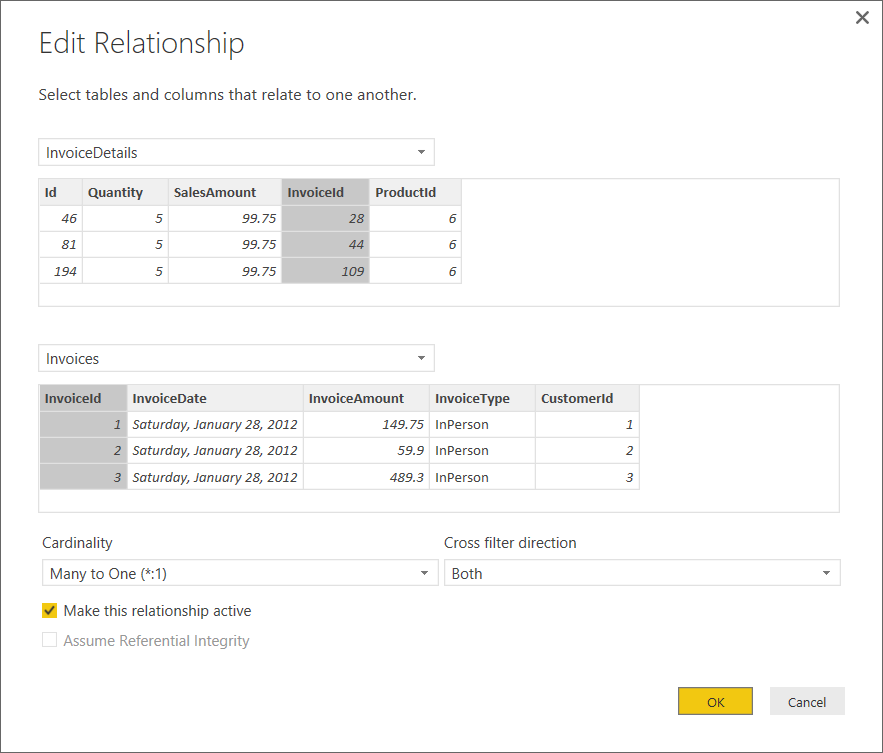 Edit Relationship
Select tables and columns that relate to one another.
InvoiceDetails
Id Quantity SalesAmount InvoiceId ProductId
46 5 99.75 28 6
81 5 99.75 44 6
194 5 99.75 109 6
Invoices
InvoiceId InvoiceDate InvoiceAmount InvoiceType CustomerId
1 Saturday, January 28, 2012 149.75 InPerson 1
2 Saturday, January 28, 2012 59.9 InPerson 2
3 Saturday, January 28, 2012 489.3 InPerson 3
Cardinality Cross filter direction
Many to One (*:1) Both
Make this relationship active
Assume Referential Integrity
OK Cancel